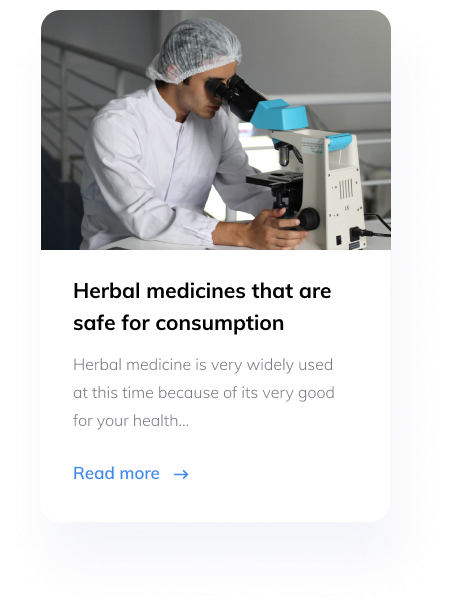 Herbal medicines that are
safe for consumption
Herbal medicine is very widely used
at this time because of its very good
for your health...
Read more →